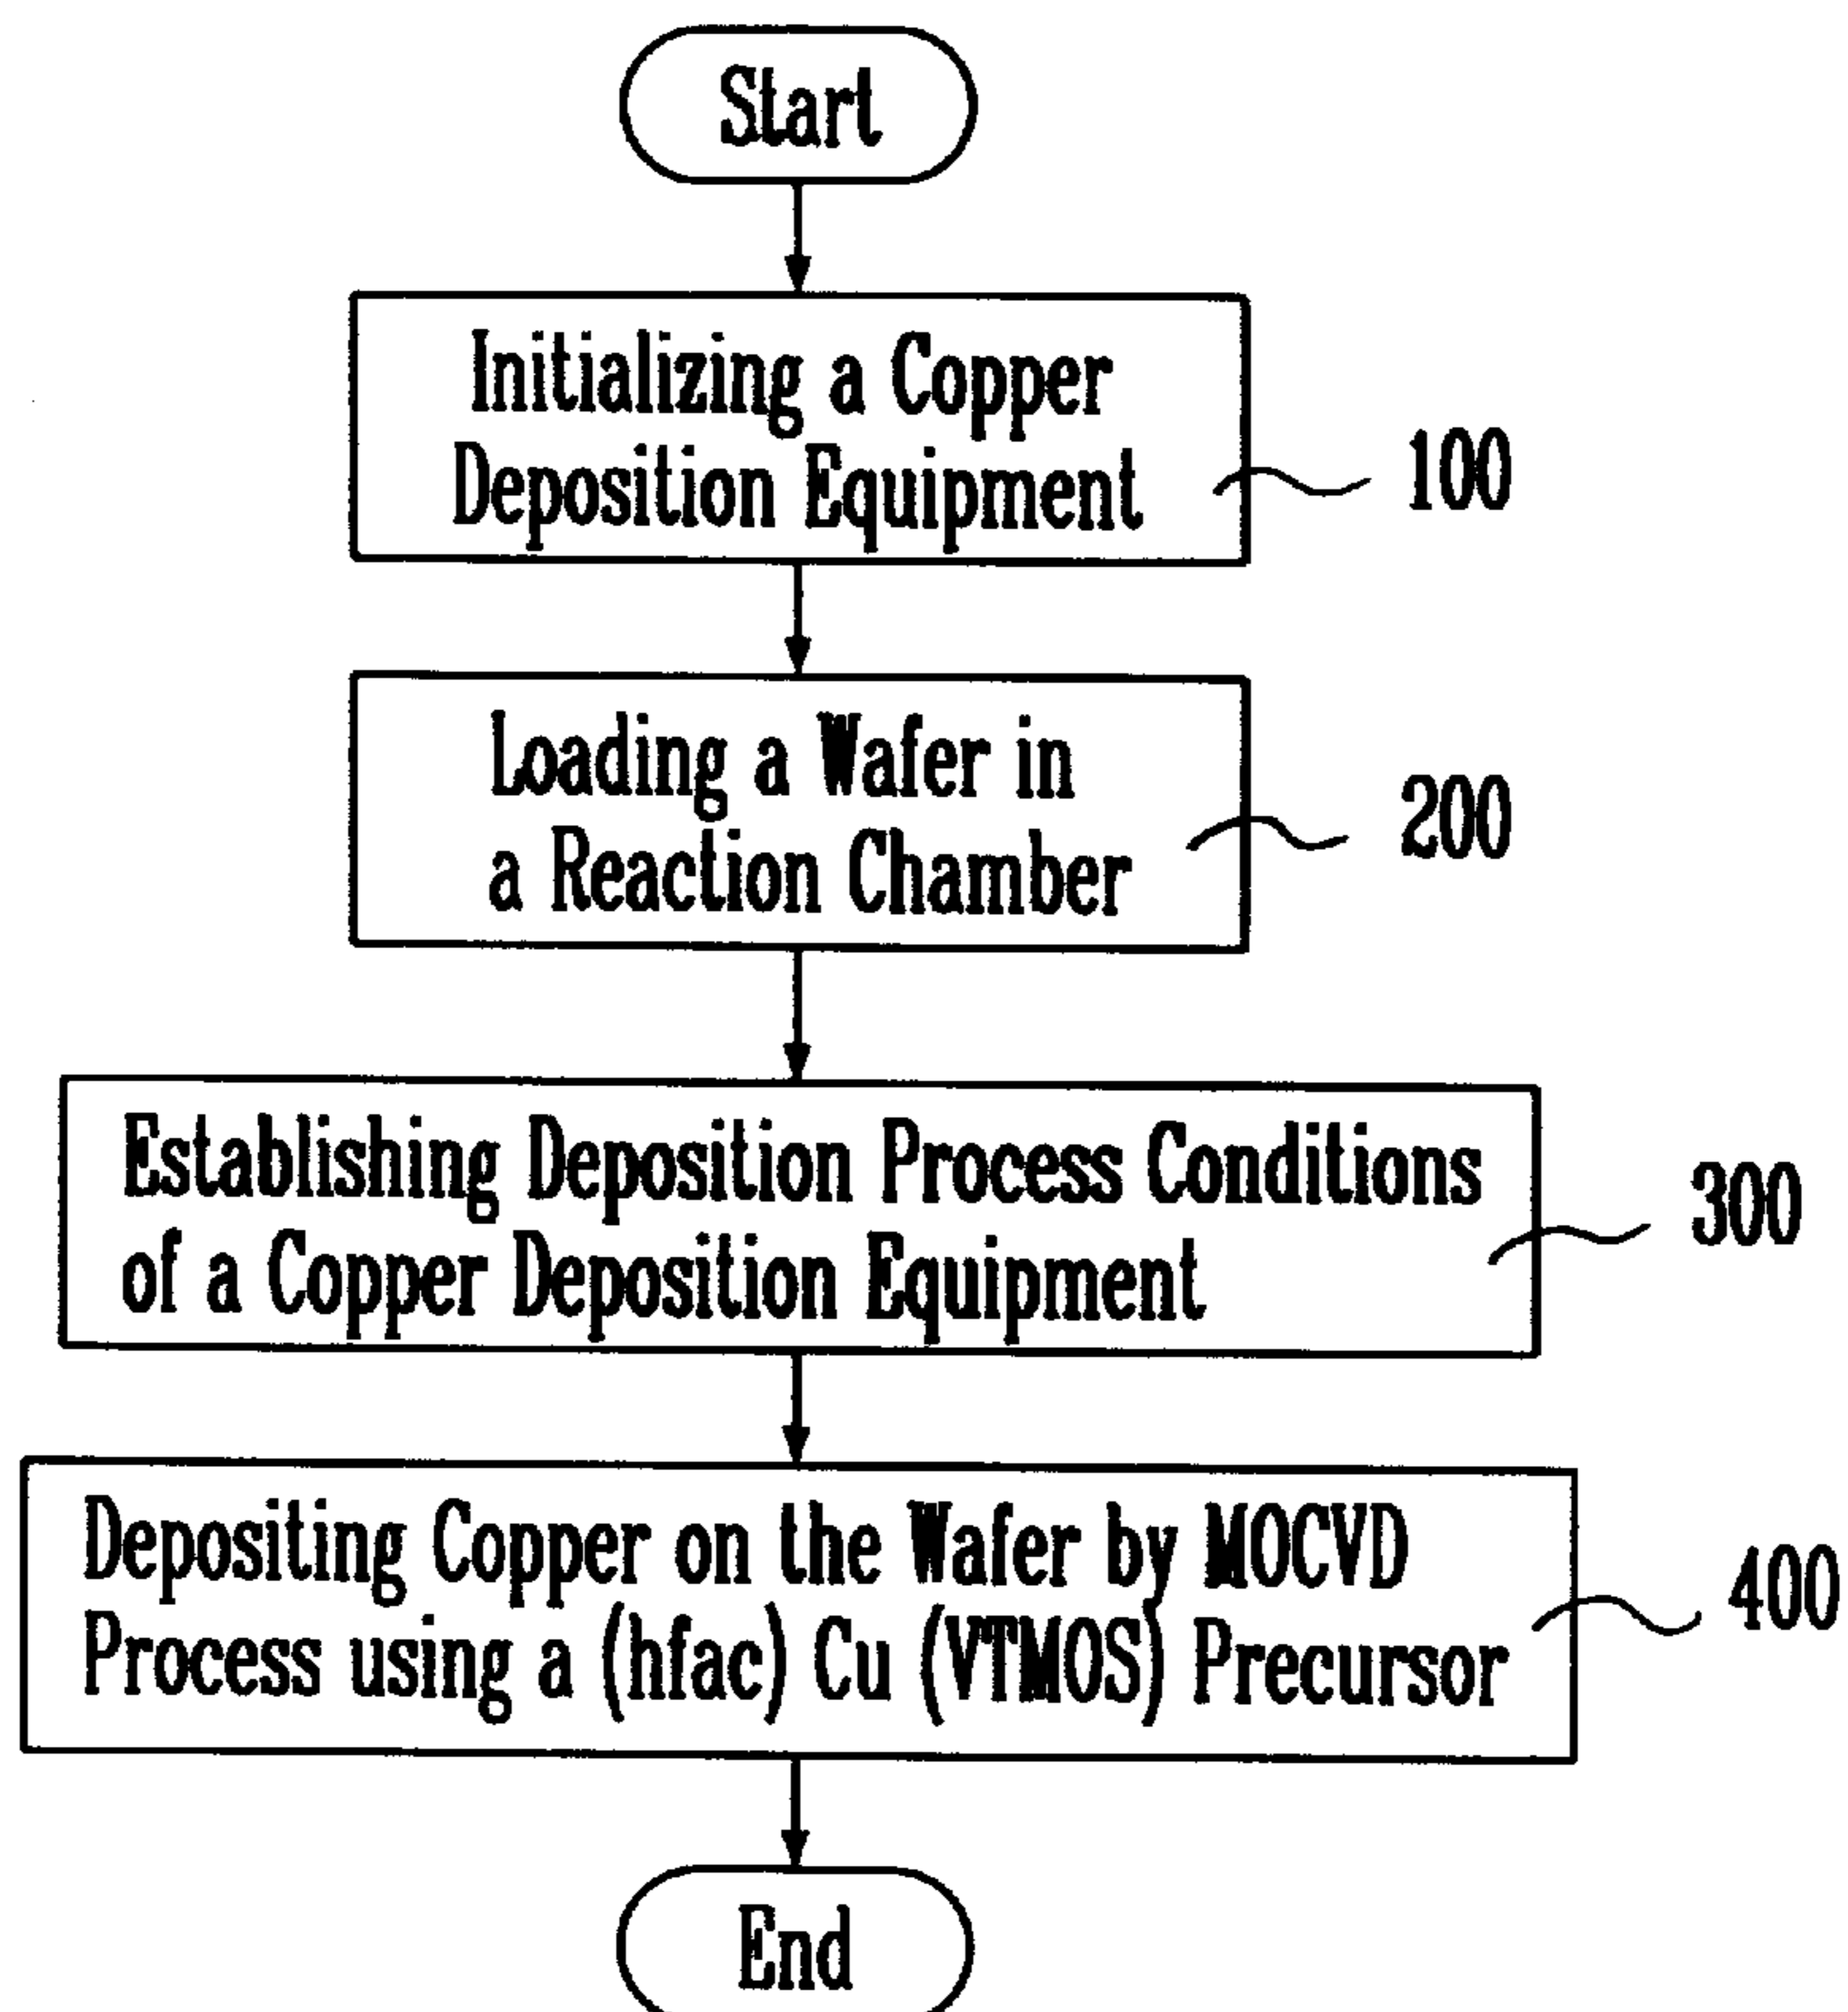 Start
Initializing a Copper
Deposition Equipment
100
Loading a Wafer in
a Reaction Chamber
200
Establishing Deposition Process Conditions
of a Copper Deposition Equipment
300
Depositing Copper on the Wafer by MOCVD
Process using a (hfac) Cu (VTMOS) Precursor
400
End